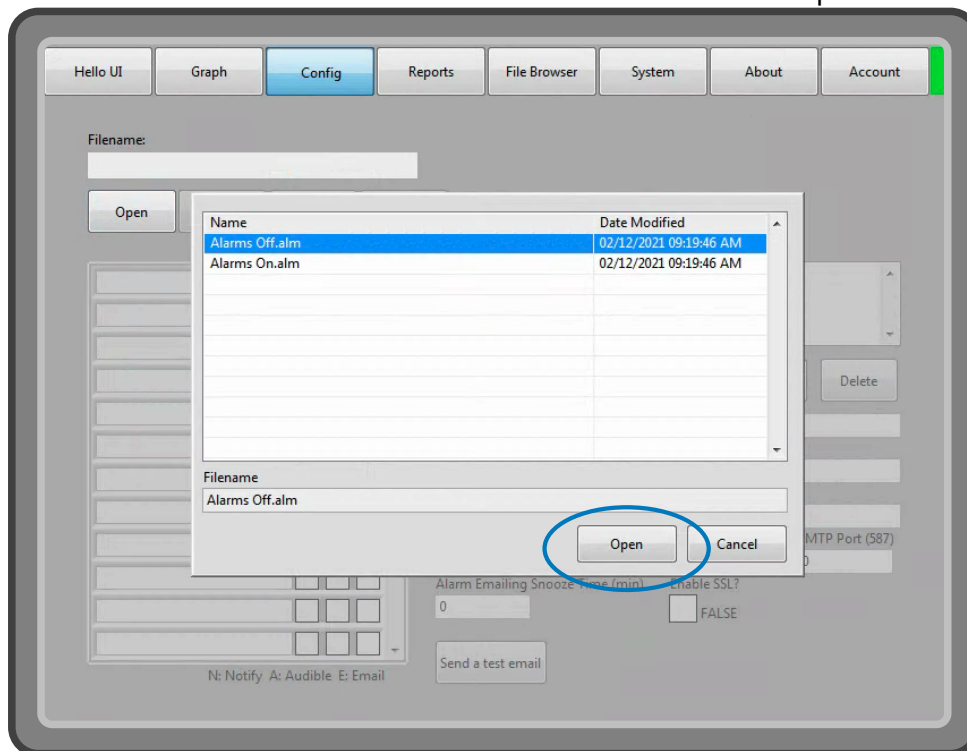 Hello UI Graph Config Reports File Browser System About Account
Filename:
Open
Name Date Modified
Alarms Off.alm 02/12/2021 09:19:46 AM
Alarms On.alm 02/12/2021 09:19:46 AM
Delete
Filename
Alarms Off.alm
Open Cancel
MTP Port (587)
0
Alarm Emailing Snooze Time (min) Enable SSL?
0 FALSE
Send a test email
N: Notify A: Audible E: Email